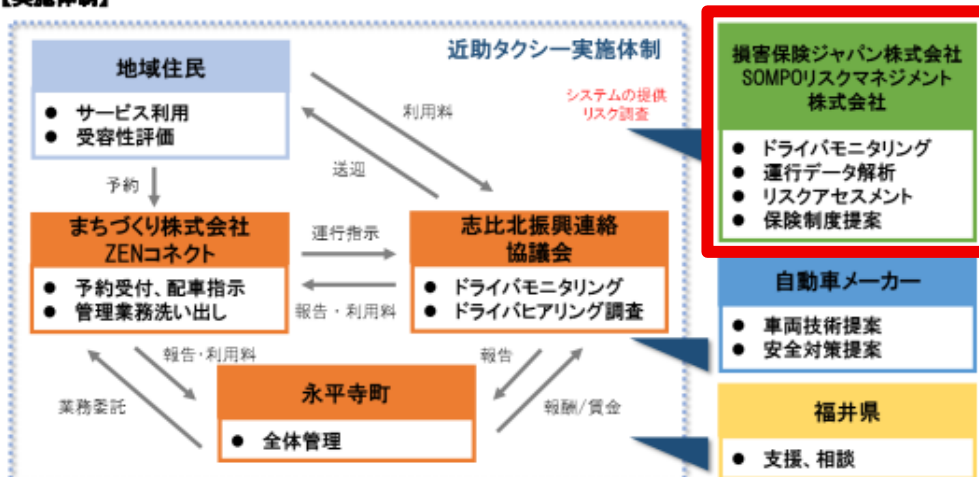 【実施体制】
近助タクシー実施体制
地域住民
● サービス利用
● 受容性評価
利用料
送迎
予約
システムの提供
リスク調査
まちづくり株式会社
ZENコネクト
● 予約受付、配車指示
● 管理業務洗い出し
運行指示
報告・利用料
志比北振興連絡
協議会
● ドライバモニタリング
● ドライバヒアリング調査
報告・利用料
業務委託
報告
報酬/賃金
永平寺町
● 全体管理
損害保険ジャパン株式会社
SOMPOリスクマネジメント
株式会社
● ドライバモニタリング
● 運行データ解析
● リスクアセスメント
● 保険制度提案
自動車メーカー
● 車両技術提案
● 安全対策提案
福井県
● 支援、相談